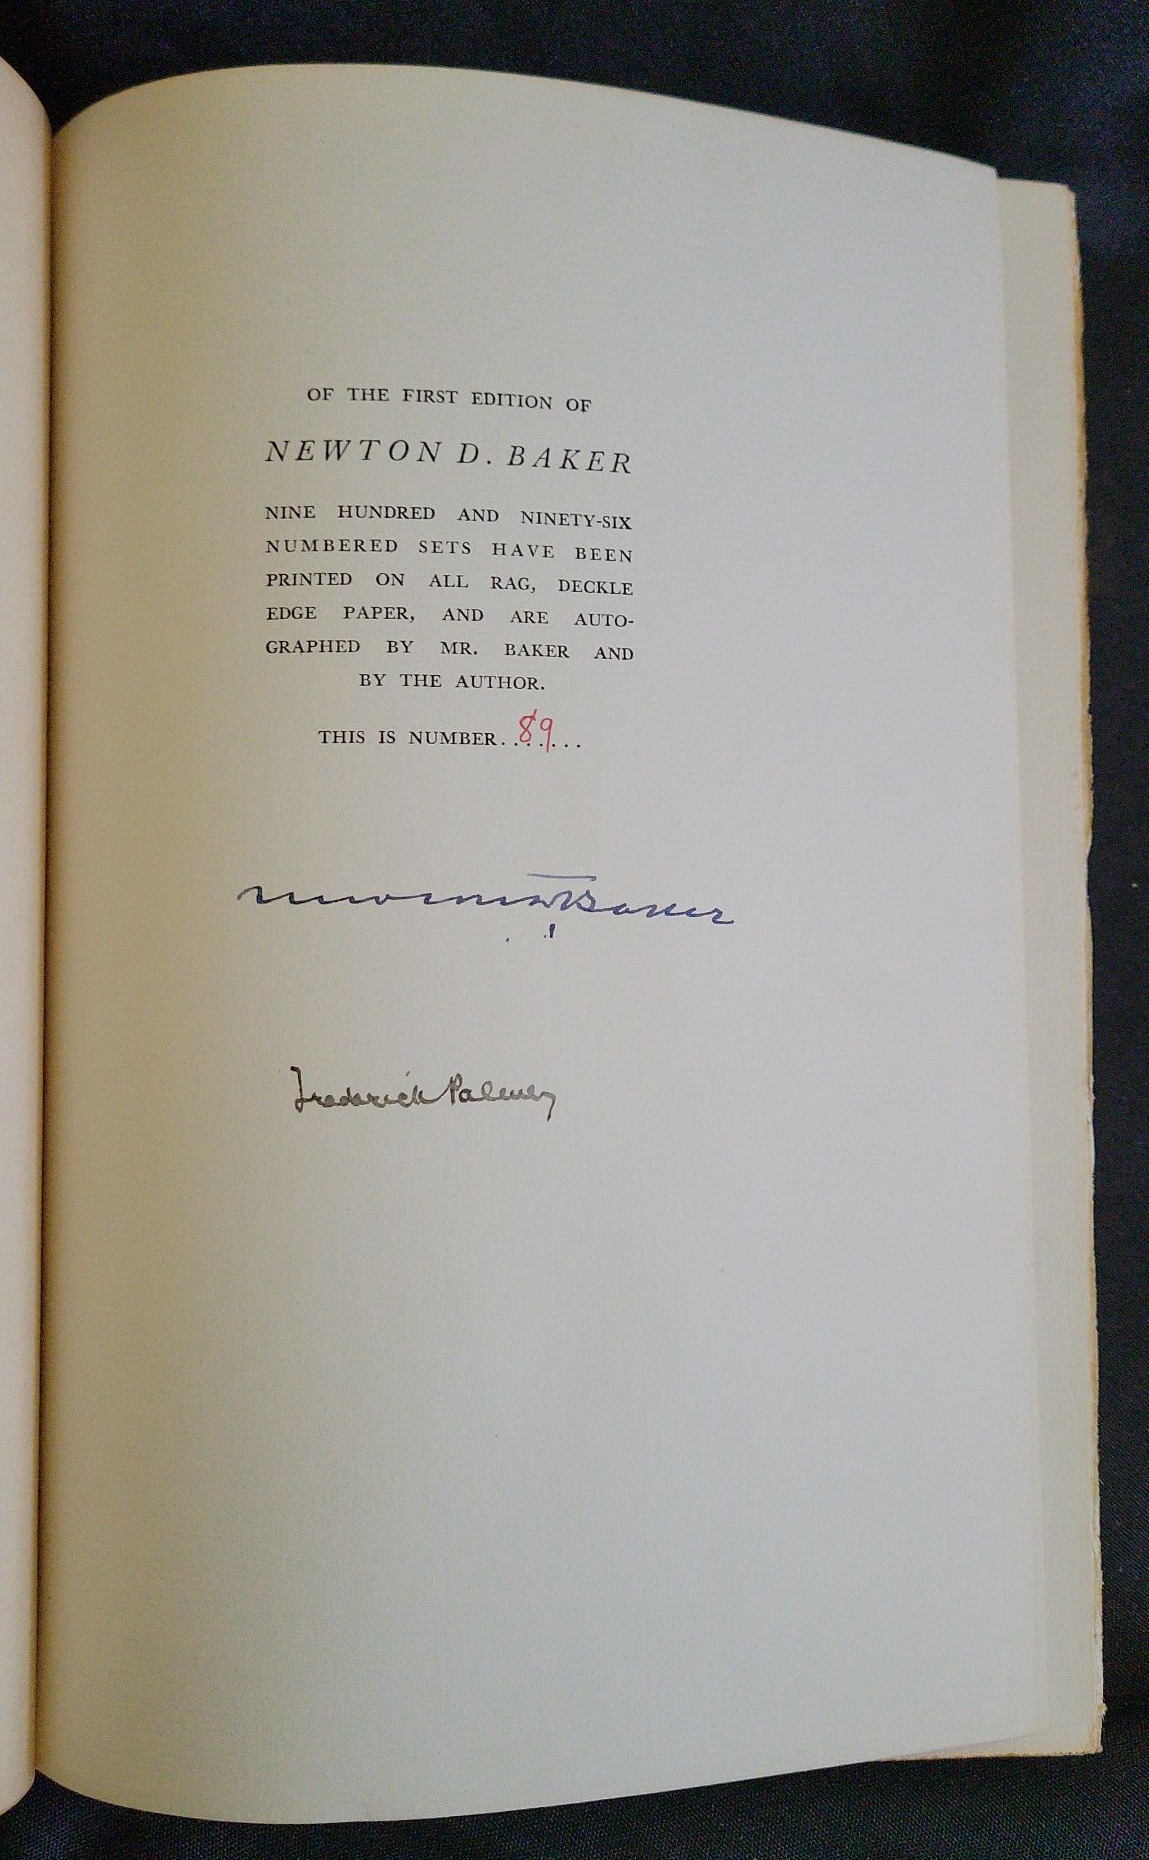 OF THE FIRST EDITION OF
NEWTON D. BAKER
NINE HUNDRED AND NINETY-SIX
NUMBERED SETS HAVE BEEN
PRINTED ON ALL RAG, DECKLE
EDGE PAPER, AND ARE AUTO-
GRAPHED BY MR. BAKER AND
BY THE AUTHOR.
THIS IS NUMBER. . 89 . . .
Newton D Baker
Frederick Palmer